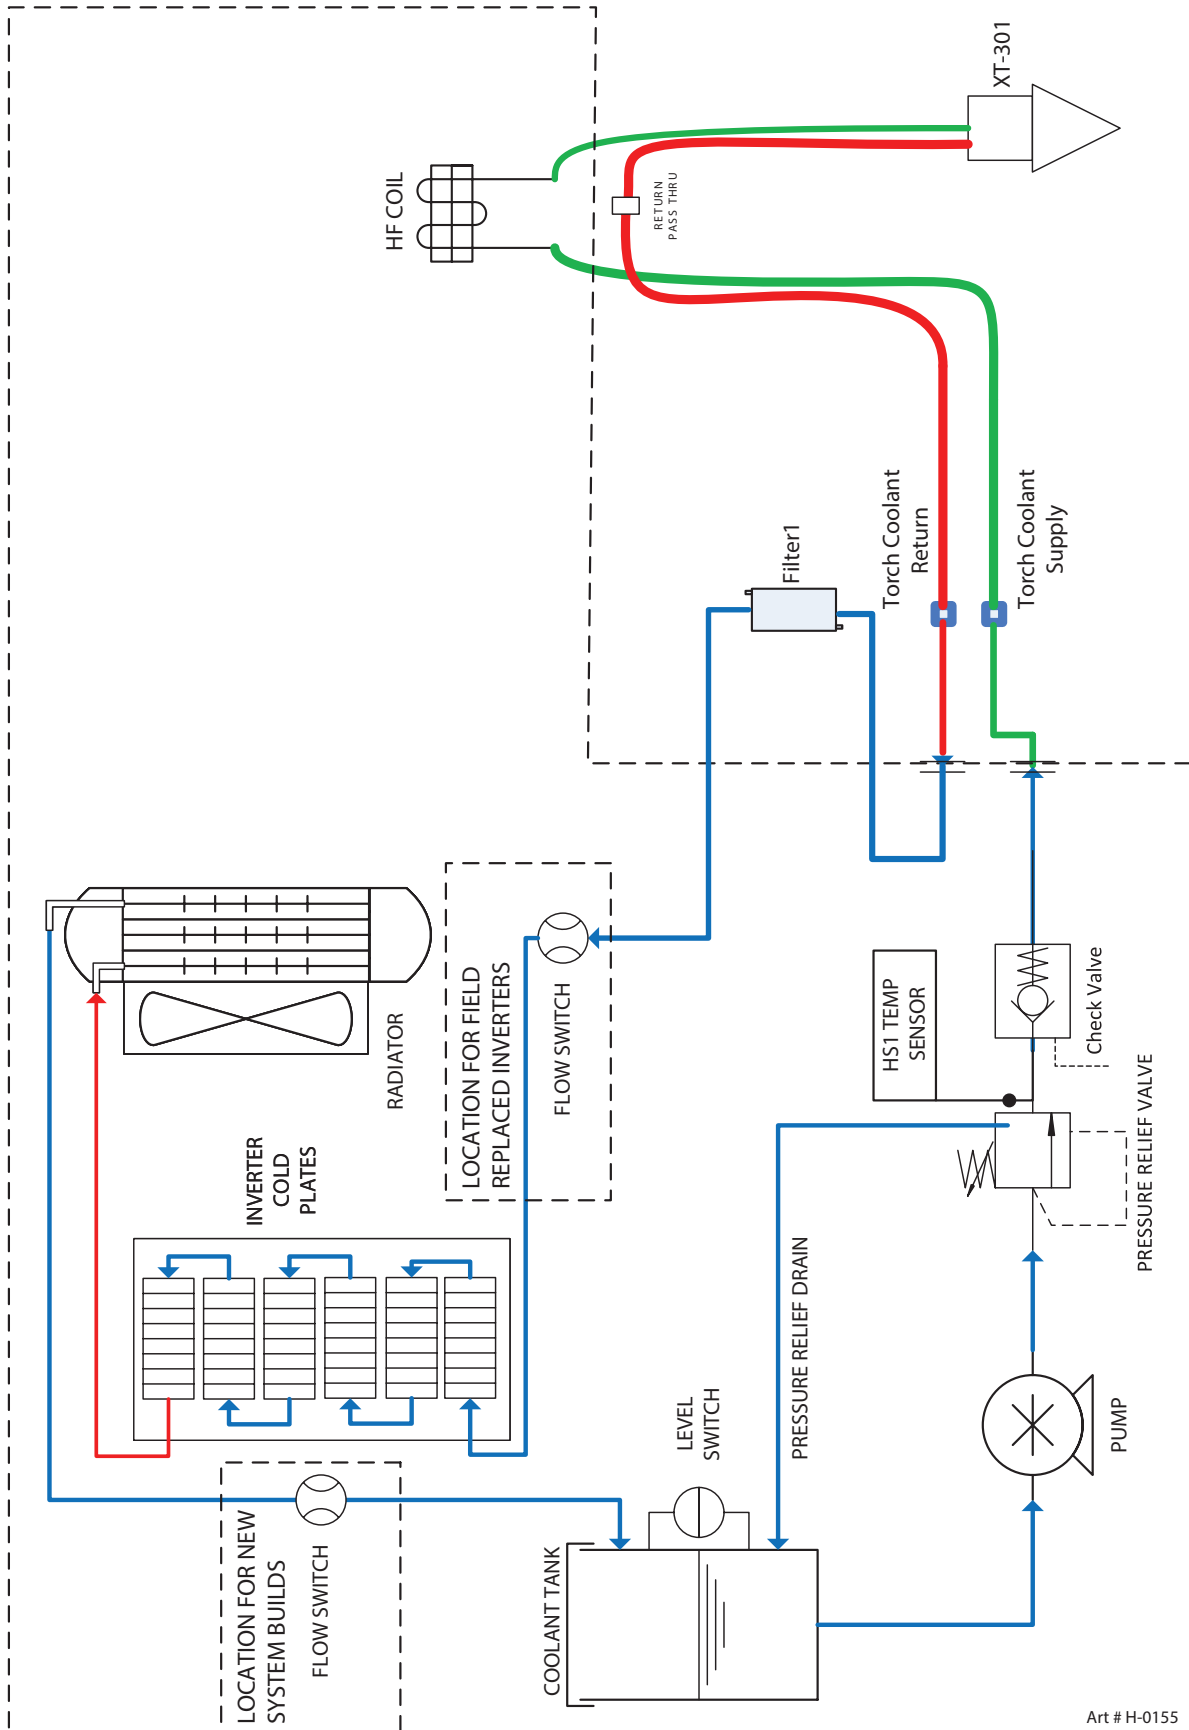 XT-301
HF COIL
RETURN
PASS THRU
Torch Coolant
Return
Torch Coolant
Supply
Filter1
RADIATOR
LOCATION FOR FIELD
REPLACED INVERTERS
FLOW SWITCH
HS1 TEMP
SENSOR
Check Valve
PRESSURE RELIEF VALVE
INVERTER
COLD
PLATES
PRESSURE RELIEF DRAIN
LEVEL
SWITCH
PUMP
LOCATION FOR NEW
SYSTEM BUILDS
FLOW SWITCH
COOLANT TANK
Art # H-0155